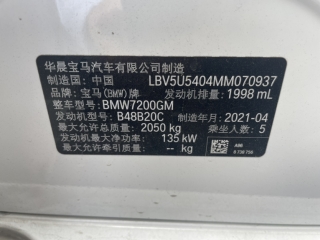 华晨宝马汽车有限公司制造
制造国：中国 LBV5U5404MM070937
品牌：宝马(BMW)牌 发动机排量：1998 mL
整车型号：BMW7200GM
发动机型号：B48B20C 制造年月：2021-04
最大允许总质量：2050 kg 乘坐人数：5
发动机最大净功率：135 kW
最大允许牵引质量：-- kg